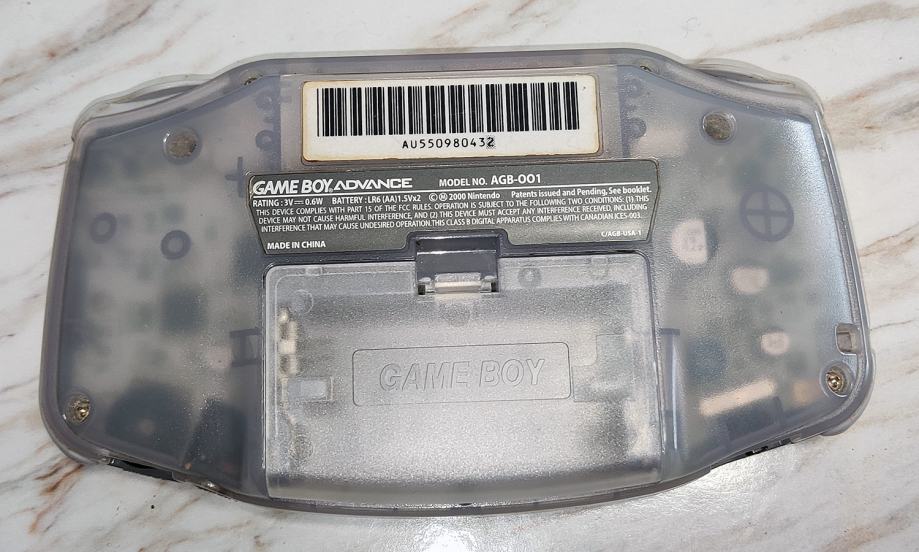 AU550980432
GAME BOY ADVANCE MODEL NO. AGB-001
RATING : 3V⎓ 0.6W BATTERY : LR6 (AA)1.5Vx2 © Ⓜ 2000 Nintendo Patents issued and Pending, See booklet.
THIS DEVICE COMPLIES WITH PART 15 OF THE FCC RULES. OPERATION IS SUBJECT TO THE FOLLOWING TWO CONDITIONS: (1) THIS
DEVICE MAY NOT CAUSE HARMFUL INTERFERENCE, AND (2) THIS DEVICE MUST ACCEPT ANY INTERFERENCE RECEIVED, INCLUDING
INTERFERENCE THAT MAY CAUSE UNDESIRED OPERATION.THIS CLASS B DIGITAL APPARATUS COMPLIES WITH CANADIAN ICES-003.
MADE IN CHINA C/AGB-USA-1
GAME BOY